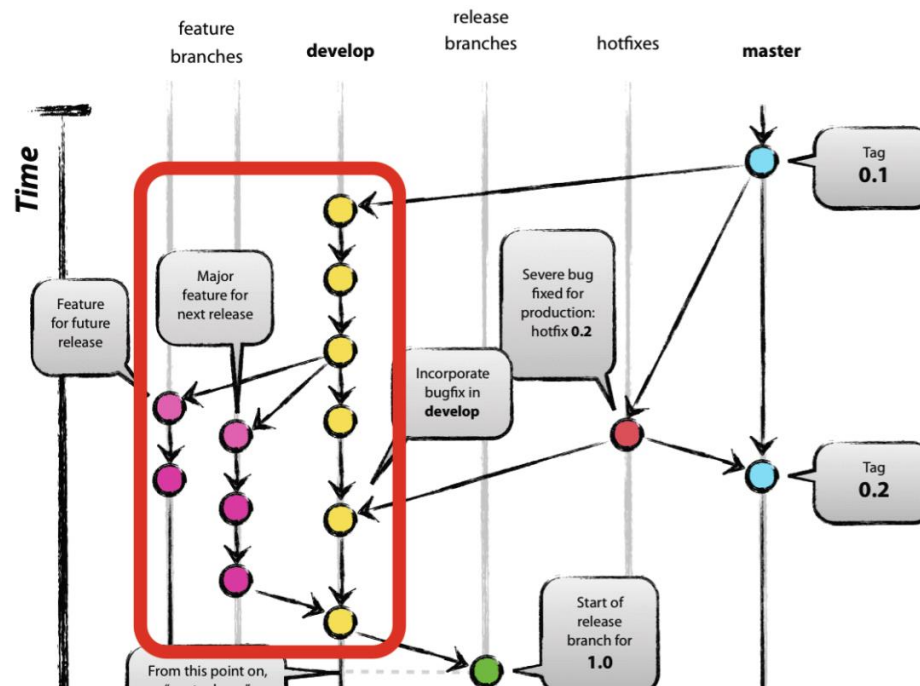 feature
branches
develop
release
branches
hotfixes
master
Time
Tag
0.1
Major
feature for
next release
Severe bug
fixed for
production:
hotfix 0.2
Feature
for future
release
Incorporate
bugfix in
develop
Tag
0.2
Start of
release
branch for
1.0
From this point on,